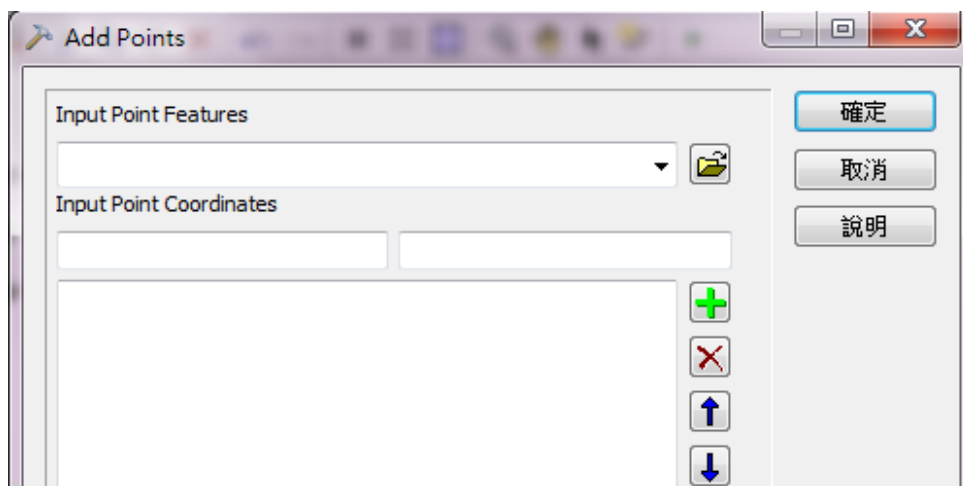 Add Points
Input Point Features
Input Point Coordinates
確定
取消
說明